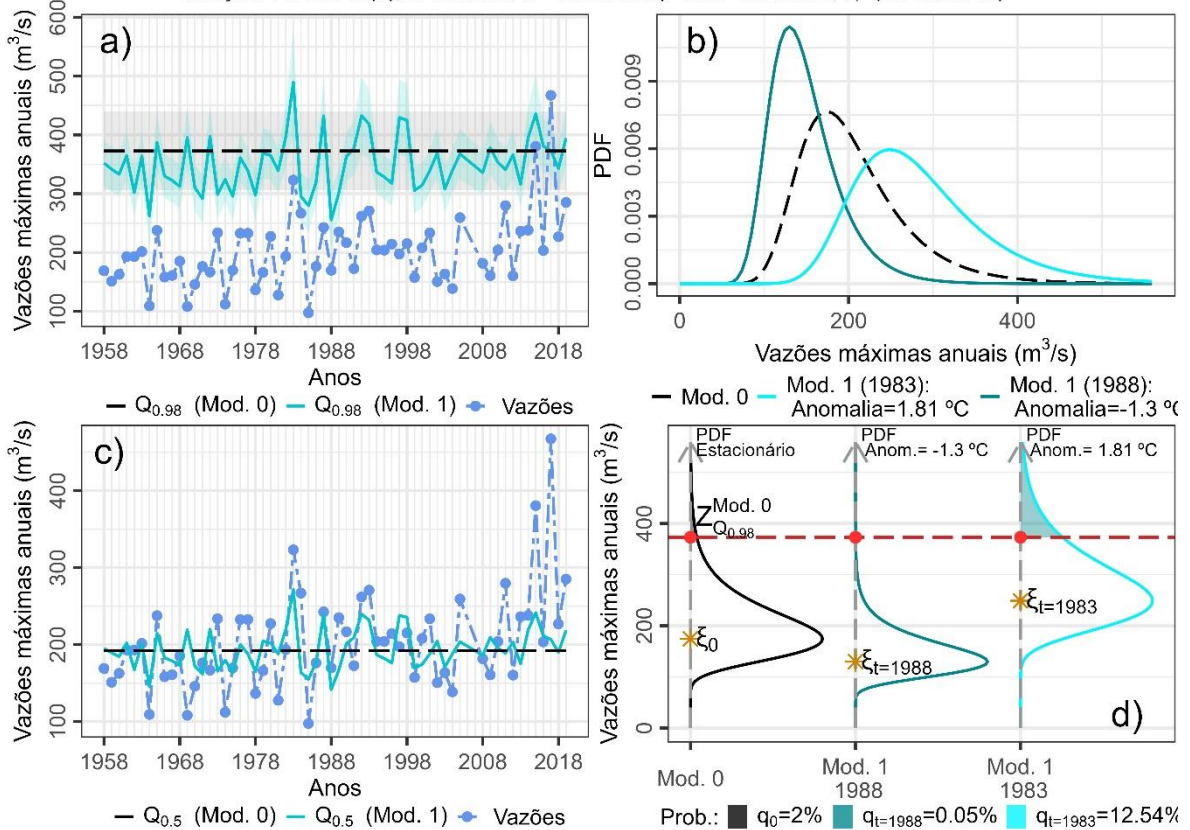 a)
Vazões máximas anuais (m³/s)
600
500
400
300
200
100
1958
1968
1978
1988
1998
2008
2018
Anos
Q0.98 (Mod. 0)
Q0.98 (Mod. 1)
Vazões
b)
PDF
0.009
0.006
0.003
0.000
0
200
400
Vazões máximas anuais (m³/s)
Mod. 0
Mod. 1 (1983):
Anomalia=1.81 ºC
Mod. 1 (1988):
Anomalia=-1.3 ºC
c)
Vazões máximas anuais (m³/s)
400
300
200
100
1958
1968
1978
1988
1998
2008
2018
Anos
Q0.5 (Mod. 0)
Q0.5 (Mod. 1)
Vazões
d)
Vazões máximas anuais (m³/s)
400
200
0
PDF
Estacionário
PDF
Anom.= -1.3 ºC
PDF
Anom.= 1.81 ºC
Z Mod. 0 Q0.98
ξ0
ξt=1988
ξt=1983
Mod. 0
Mod. 1
1988
Mod. 1
1983
Prob.:
q0=2%
qt=1988=0.05%
qt=1983=12.54%